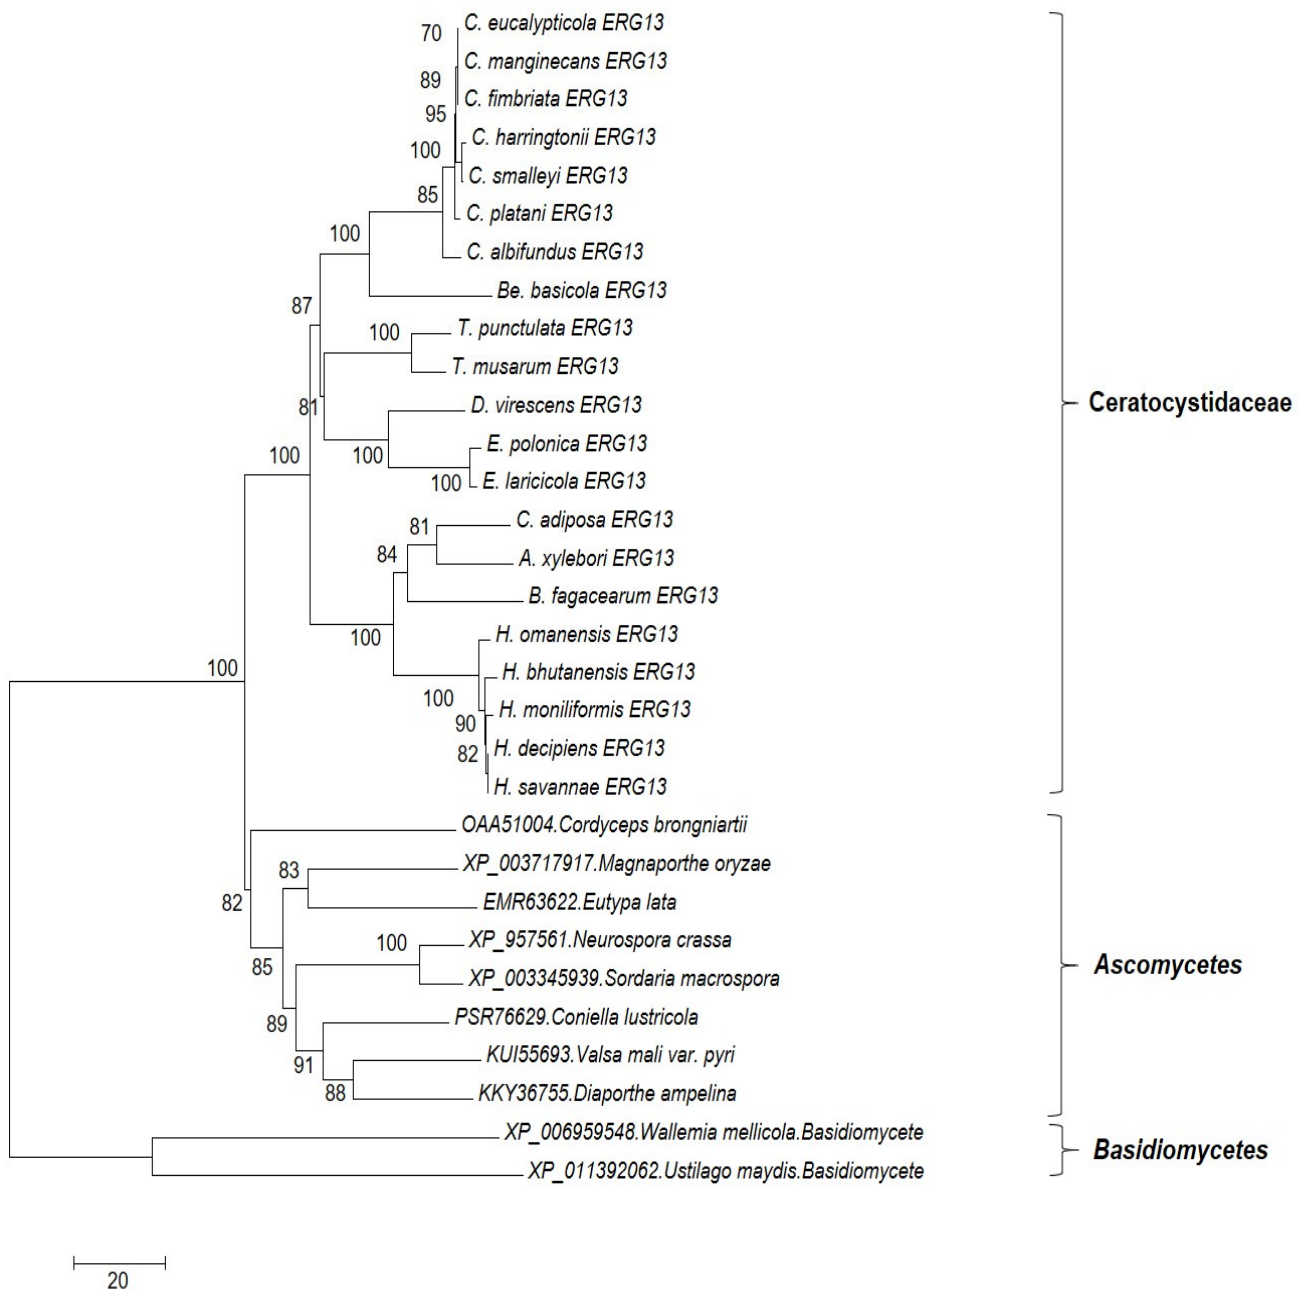 C. eucalypticola ERG13
70
C. manginecans ERG13
89
C. fimbriata ERG13
95
C. harringtonii ERG13
100
C. smalleyi ERG13
85
C. platani ERG13
100
C. albifundus ERG13
Be. basicola ERG13
87
T. punctulata ERG13
100
T. musarum ERG13
81
D. virescens ERG13
Ceratocystidaceae
E. polonica ERG13
100
100
E. laricicola ERG13
100
C. adiposa ERG13
81
A. xylebori ERG13
84
B. fagacearum ERG13
H. omanensis ERG13
100
H. bhutanensis ERG13
100
100
H. moniliformis ERG13
90
H. decipiens ERG13
82
H. savannae ERG13
OAA51004.Cordyceps brongniartii
XP_003717917.Magnaporthe oryzae
83
EMR63622.Eutypa lata
82
XP_957561.Neurospora crassa
100
85
Ascomycetes
XP_003345939.Sordaria macrospora
PSR76629.Coniella lustricola
89
KUI55693.Valsa mali var. pyri
91
KKY36755.Diaporthe ampelina
88
XP_006959548.Wallemia mellicola.Basidiomycete
Basidiomycetes
XP_011392062.Ustilago maydis.Basidiomycete
20